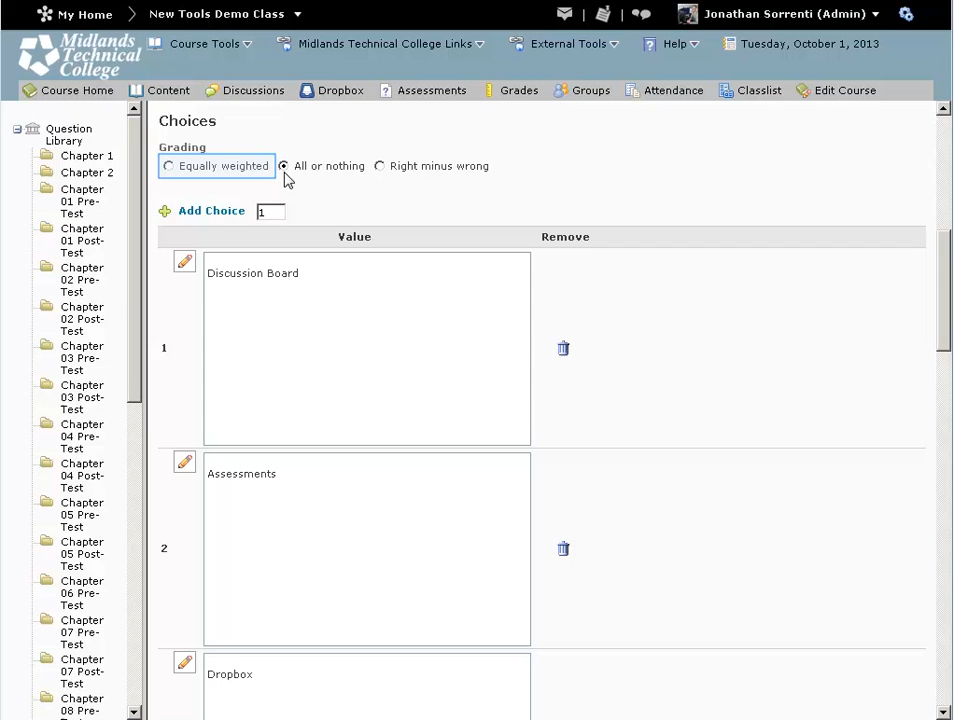 My Home
New Tools Demo Class
Jonathan Sorrenti (Admin)
Midlands
Technical
College
Course Tools
Midlands Technical College Links
External Tools
Help
Tuesday, October 1, 2013
Course Home
Content
Discussions
Dropbox
Assessments
Grades
Groups
Attendance
Classlist
Edit Course
Question
Library
Chapter 1
Chapter 2
Chapter
01 Pre-
Test
Chapter
01 Post-
Test
Chapter
02 Pre-
Test
Chapter
02 Post-
Test
Chapter
03 Pre-
Test
Chapter
03 Post-
Test
Chapter
04 Pre-
Test
Chapter
04 Post-
Test
Chapter
05 Pre-
Test
Chapter
05 Post-
Test
Chapter
06 Pre-
Test
Chapter
06 Post-
Test
Chapter
07 Pre-
Test
Chapter
07 Post-
Test
Chapter
08 Pre-
Choices
Grading
Equally weighted
All or nothing
Right minus wrong
Add Choice
1
Value
Remove
1
Discussion Board
2
Assessments
Dropbox